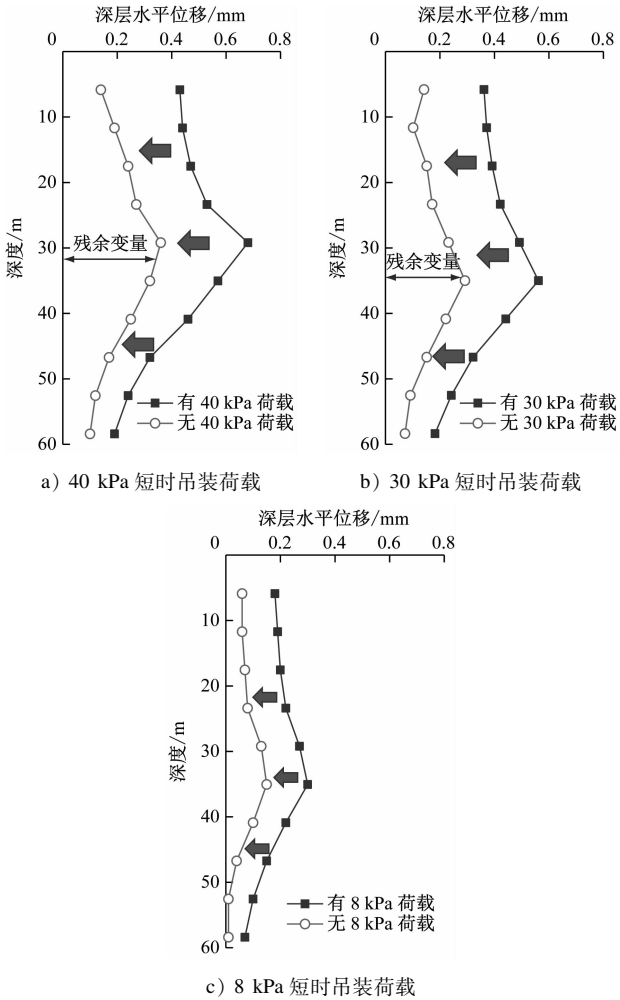 深层水平位移/mm
0 0.2 0.4 0.6 0.8
10
20
30
40
50
60
深度/m
残余变量
有 40 kPa 荷载
无 40 kPa 荷载
a) 40 kPa 短时吊装荷载
深层水平位移/mm
0 0.2 0.4 0.6 0.8
10
20
30
40
50
60
深度/m
残余变量
有 30 kPa 荷载
无 30 kPa 荷载
b) 30 kPa 短时吊装荷载
深层水平位移/mm
0 0.2 0.4 0.6 0.8
10
20
30
40
50
60
深度/m
有 8 kPa 荷载
无 8 kPa 荷载
c) 8 kPa 短时吊装荷载